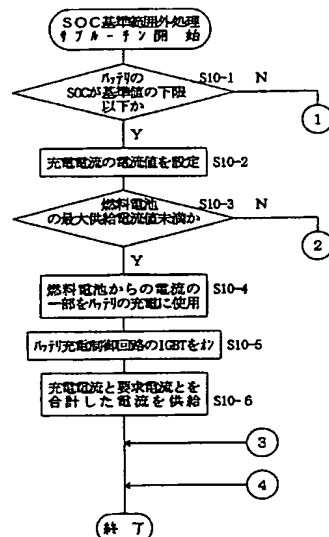 SOC基準範囲外処理
サブルーチン開始
バッテリの
SOCが基準値の下限
以下か
S10-1
N
1
Y
充電電流の電流値を設定
S10-2
燃料電池
の最大供給電流値未満か
S10-3
N
2
Y
燃料電池からの電流の
一部をバッテリの充電に使用
S10-4
バッテリ充電制御回路のIGBTをオン
S10-5
充電電流と要求電流とを
合計した電流を供給
S10-6
3
4
終了